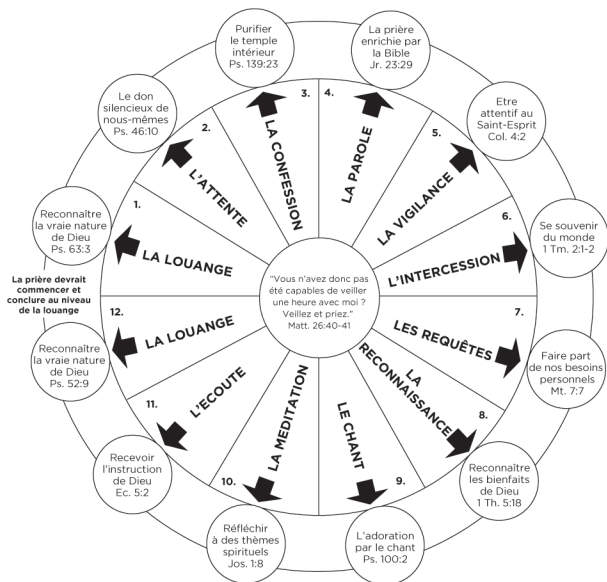 Purifier
le temple
intérieur
Ps. 139:23
La prière
enrichie par
la Bible
Jr. 23:29
Le don
silencieux de
nous-mêmes
Ps. 46:10
Etre
attentif au
Saint-Esprit
Col. 4:2
Reconnaître
la vraie nature
de Dieu
Ps. 63:3
Se souvenir
du monde
1 Tm. 2:1-2
1.
LA LOUANGE
2.
L'ATTENTE
3.
LA CONFESSION
4.
LA PAROLE
5.
LA VIGILANCE
6.
L'INTERCESSION
La prière devrait
commencer et
conclure au niveau
de la louange
"Vous n'avez donc pas
été capables de veiller
une heure avec moi ?
Veillez et priez."
Matt. 26:40-41
7.
LES REQUÊTES
8.
LA
RECONNAISSANCE
9.
LE CHANT
10.
LA MEDITATION
11.
L'ECOUTE
12.
LA LOUANGE
Reconnaître
la vraie nature
de Dieu
Ps. 52:9
Faire part
de nos besoins
personnels
Mt. 7:7
Recevoir
l'instruction
de Dieu
Ec. 5:2
Reconnaître
les bienfaits
de Dieu
1 Th. 5:18
Réfléchir
à des thèmes
spirituels
Jos. 1:8
L'adoration
par le chant
Ps. 100:2